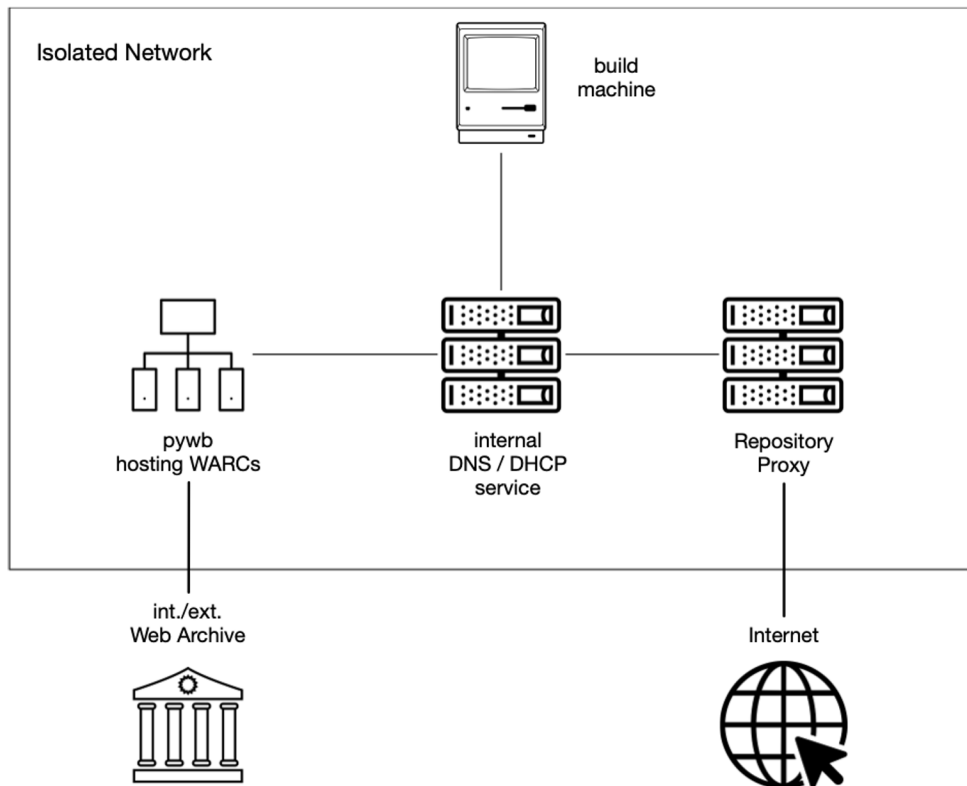 Isolated Network
build
machine
pywb
hosting WARCs
internal
DNS / DHCP
service
Repository
Proxy
int./ext.
Web Archive
Internet